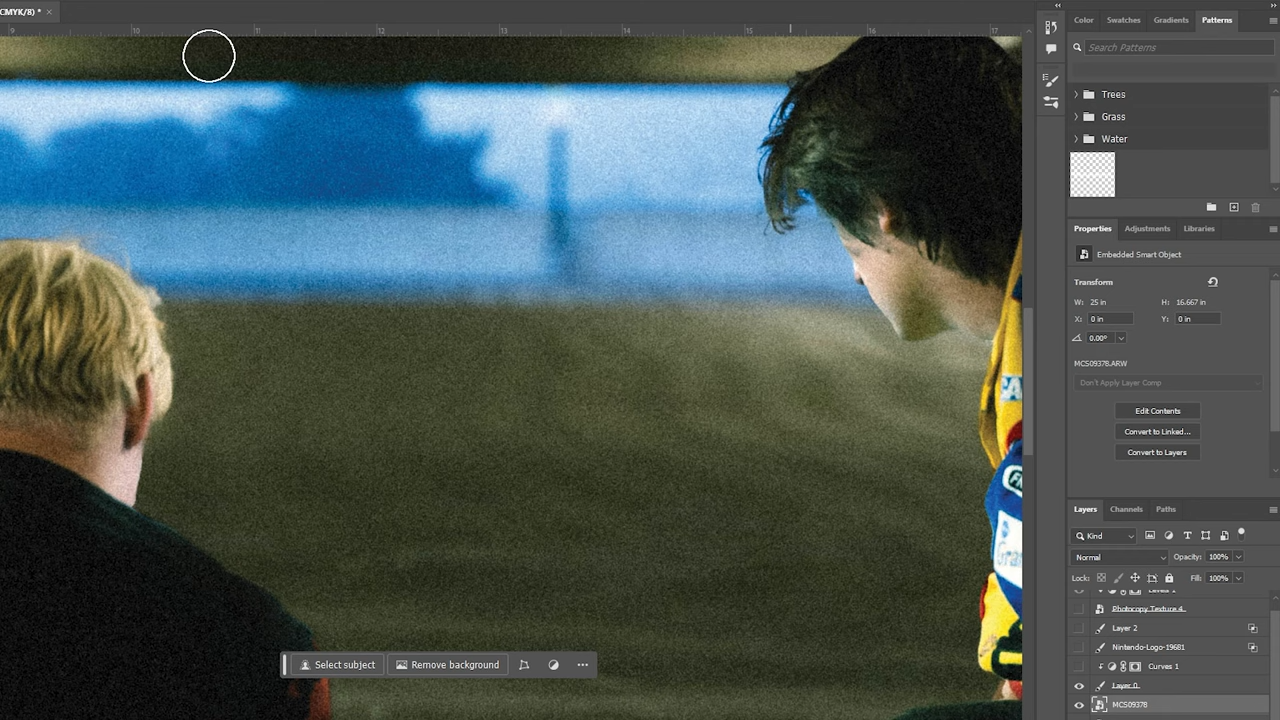 CMYK/8) * ×
9 10 11 12 13 14 15 16 17
Color Swatches Gradients Patterns
Search Patterns
Trees
Grass
Water
Properties Adjustments Libraries
Embedded Smart Object
Transform
W: 25 in H: 16.667 in
X: 0 in Y: 0 in
0.00°
MCS09378.ARW
Don't Apply Layer Comp
Edit Contents
Convert to Linked...
Convert to Layers
Layers Channels Paths
Kind
Normal Opacity: 100%
Lock: Fill: 100%
Levels 1
Photocopy Texture 4
Layer 2
Nintendo-Logo-19681
Curves 1
Layer 0
MCS09378
Select subject Remove background